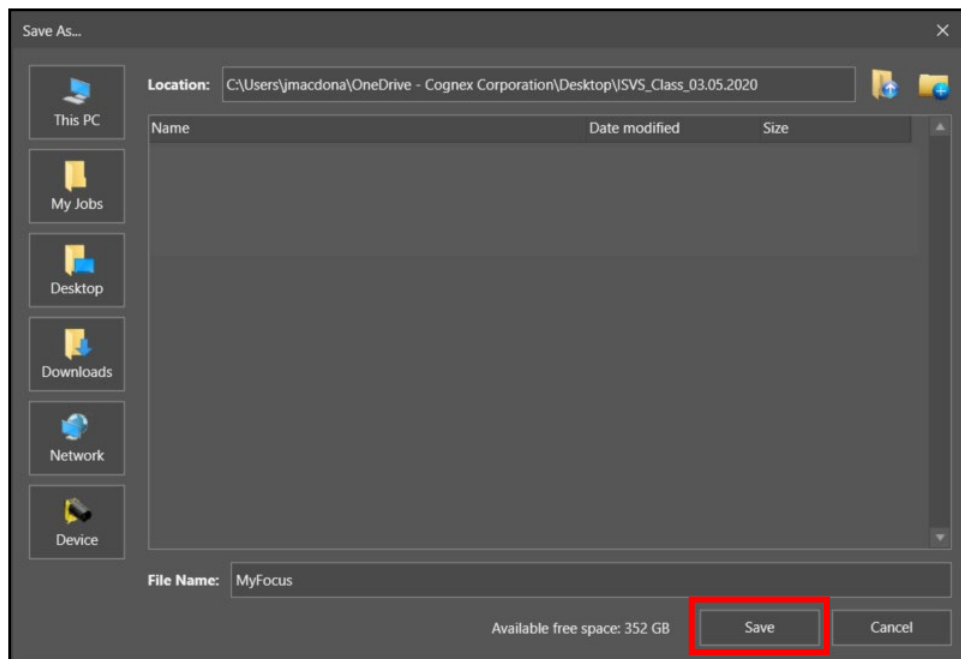 Save As...
This PC
My Jobs
Desktop
Downloads
Network
Device
Location: C:\Users\jmacdona\OneDrive - Cognex Corporation\Desktop\ISVS_Class_03.05.2020
Name Date modified Size
File Name: MyFocus
Available free space: 352 GB Save Cancel